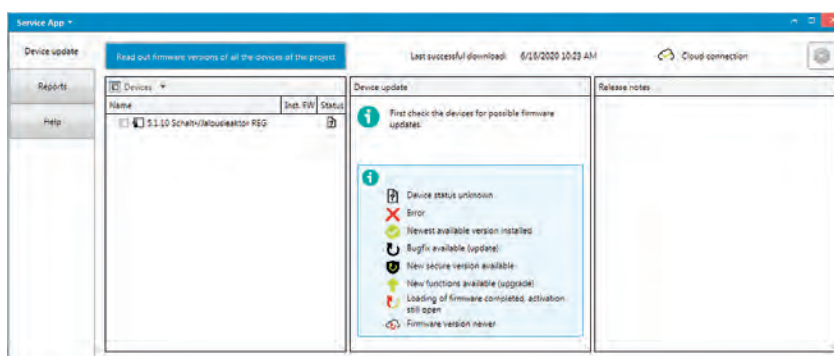 Service App
Device update
Read out firmware versions of all the devices of the project
Last successful download: 6/16/2020 10:23 AM
Cloud connection
Reports
Help
Devices
Name Inst. FW Status
5.1.10 Schalt-/Jalousieaktor REG
Device update
First check the devices for possible firmware
updates.
Device status unknown
Error
Newest available version installed
Bugfix available (update)
New secure version available
New functions available (upgrade)
Loading of firmware completed, activation
still open
Firmware version newer
Release notes